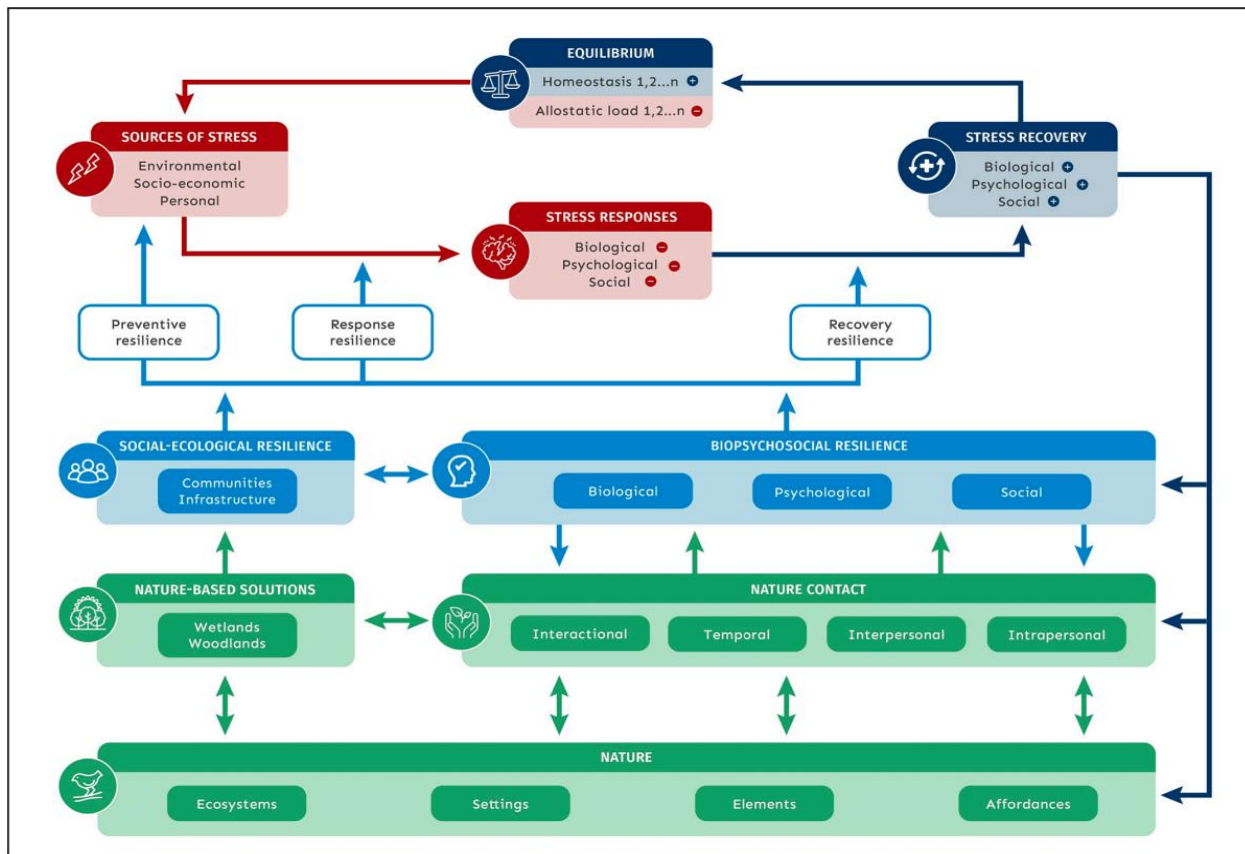 EQUILIBRIUM
Homeostasis 1,2...n
Allostatic load 1,2...n
SOURCES OF STRESS
Environmental
Socio-economic
Personal
STRESS RECOVERY
Biological
Psychological
Social
STRESS RESPONSES
Biological
Psychological
Social
Preventive
resilience
Response
resilience
Recovery
resilience
SOCIAL-ECOLOGICAL RESILIENCE
Communities
Infrastructure
BIOPSYCHOSOCIAL RESILIENCE
Biological
Psychological
Social
NATURE-BASED SOLUTIONS
Wetlands
Woodlands
NATURE CONTACT
Interactional
Temporal
Interpersonal
Intrapersonal
NATURE
Ecosystems
Settings
Elements
Affordances